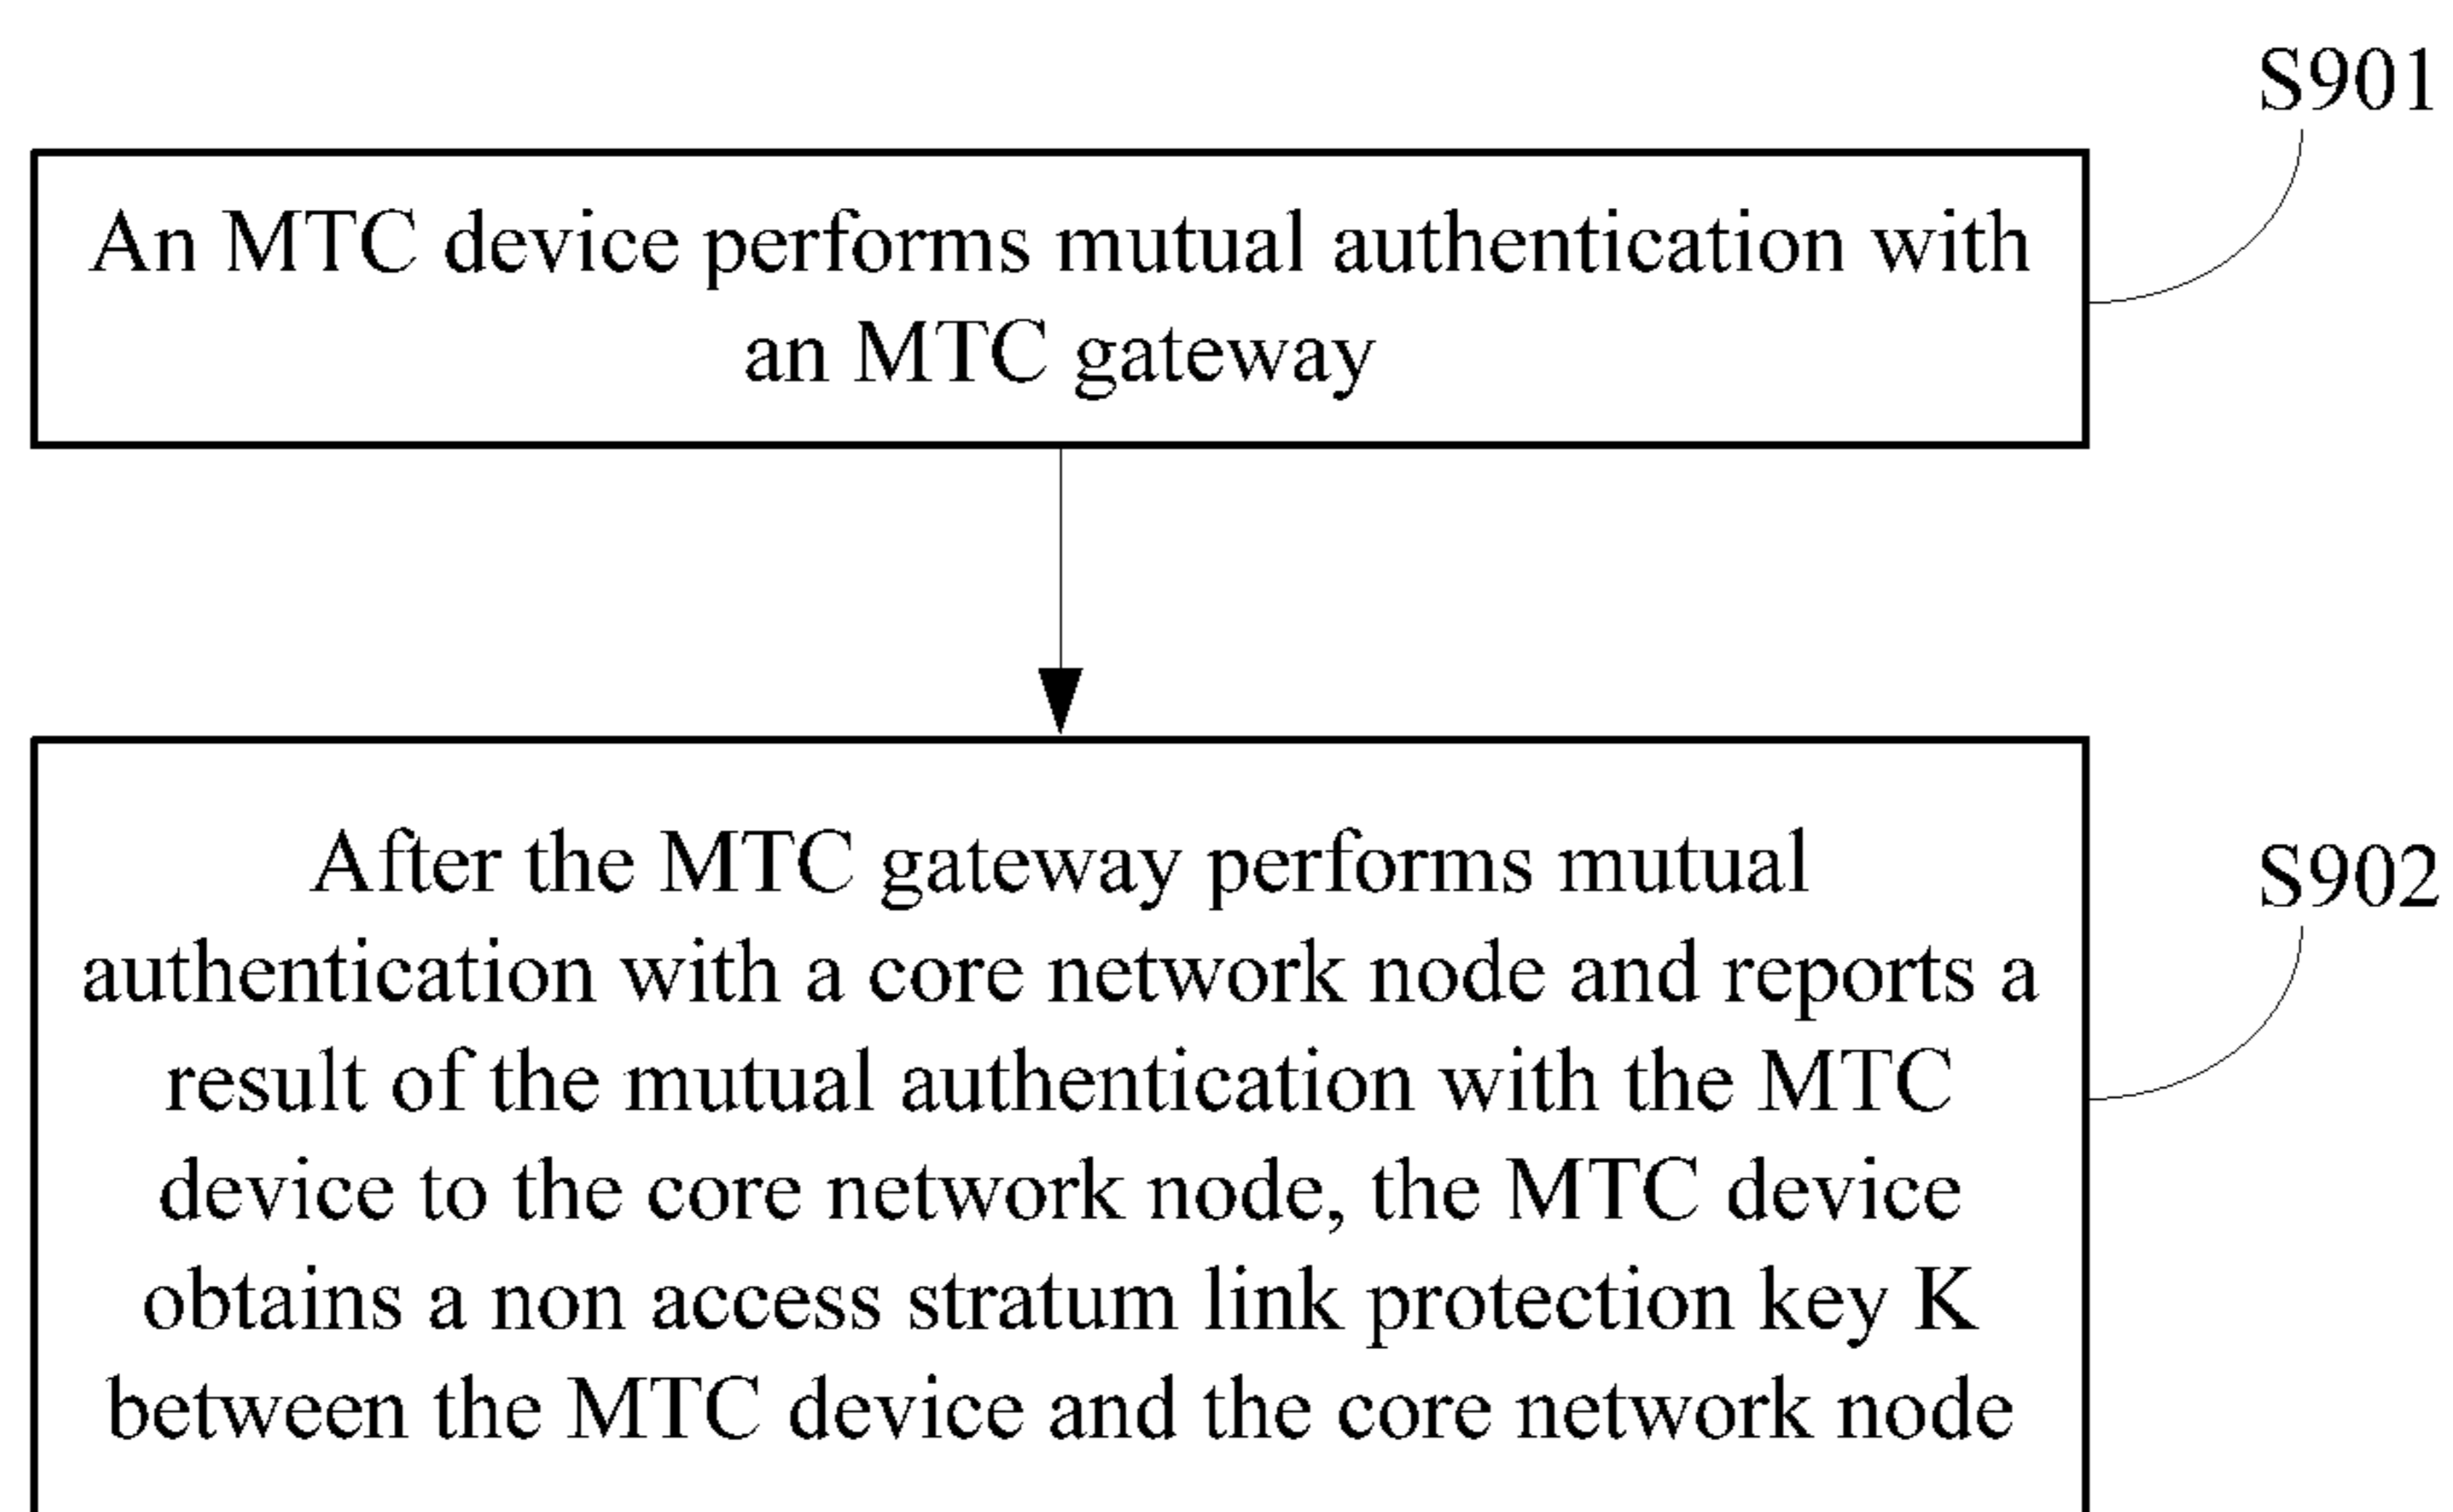 S901
An MTC device performs mutual authentication with
an MTC gateway
After the MTC gateway performs mutual
S902
authentication with a core network node and reports a
result of the mutual authentication with the MTC
device to the core network node, the MTC device
obtains a non access stratum link protection key K
between the MTC device and the core network node